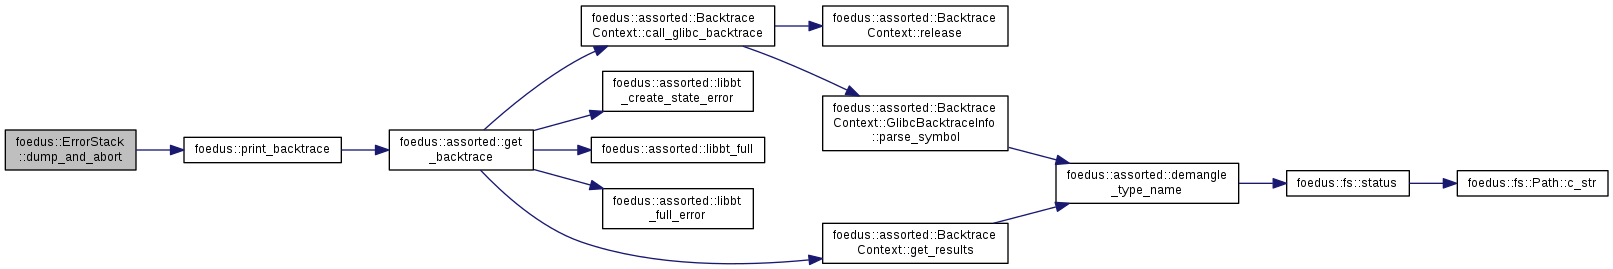 foedus::ErrorStack
::dump_and_abort
foedus::print_backtrace
foedus::assorted::get
_backtrace
foedus::assorted::Backtrace
Context::call_glibc_backtrace
foedus::assorted::libbt
_create_state_error
foedus::assorted::libbt_full
foedus::assorted::libbt
_full_error
foedus::assorted::Backtrace
Context::release
foedus::assorted::Backtrace
Context::GlibcBacktraceInfo
::parse_symbol
foedus::assorted::Backtrace
Context::get_results
foedus::assorted::demangle
_type_name
foedus::fs::status
foedus::fs::Path::c_str